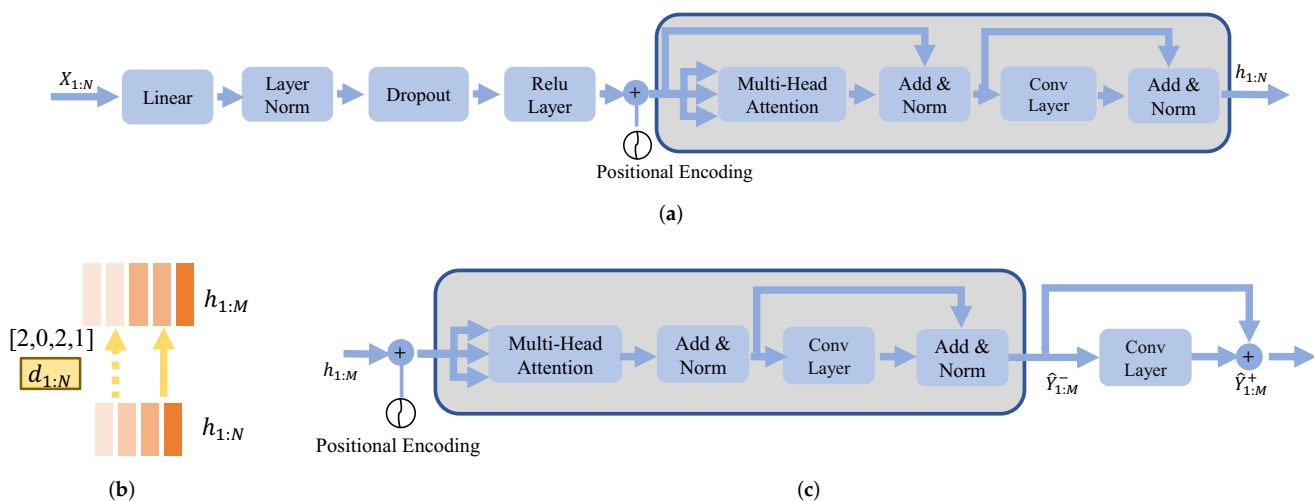 X₁:N
Linear
Layer
Norm
Dropout
Relu
Layer
+
Positional Encoding
Multi-Head
Attention
Add &
Norm
Conv
Layer
Add &
Norm
h₁:N
(a)
h₁:M
[2,0,2,1]
d₁:N
h₁:N
(b)
h₁:M
+
Positional Encoding
Multi-Head
Attention
Add &
Norm
Conv
Layer
Add &
Norm
Ŷ⁻₁:M
Conv
Layer
+
Ŷ⁺₁:M
(c)